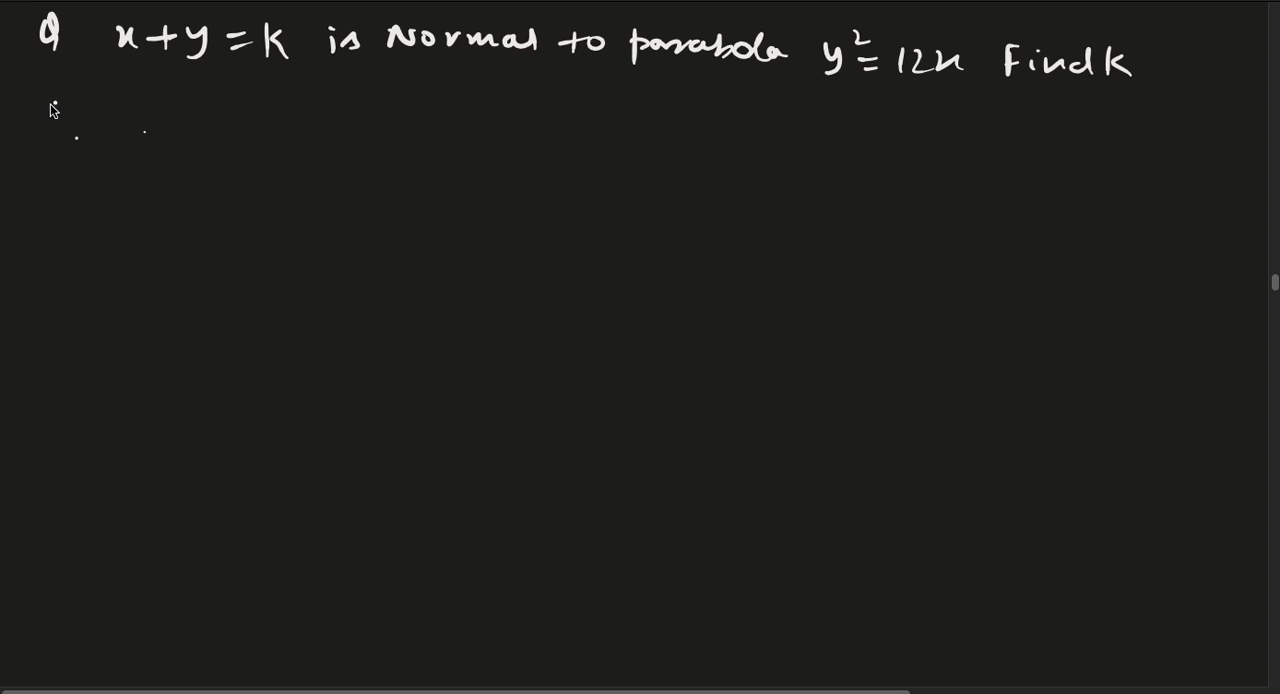 Q x+y=k is Normal to parabola y²=12x Find k